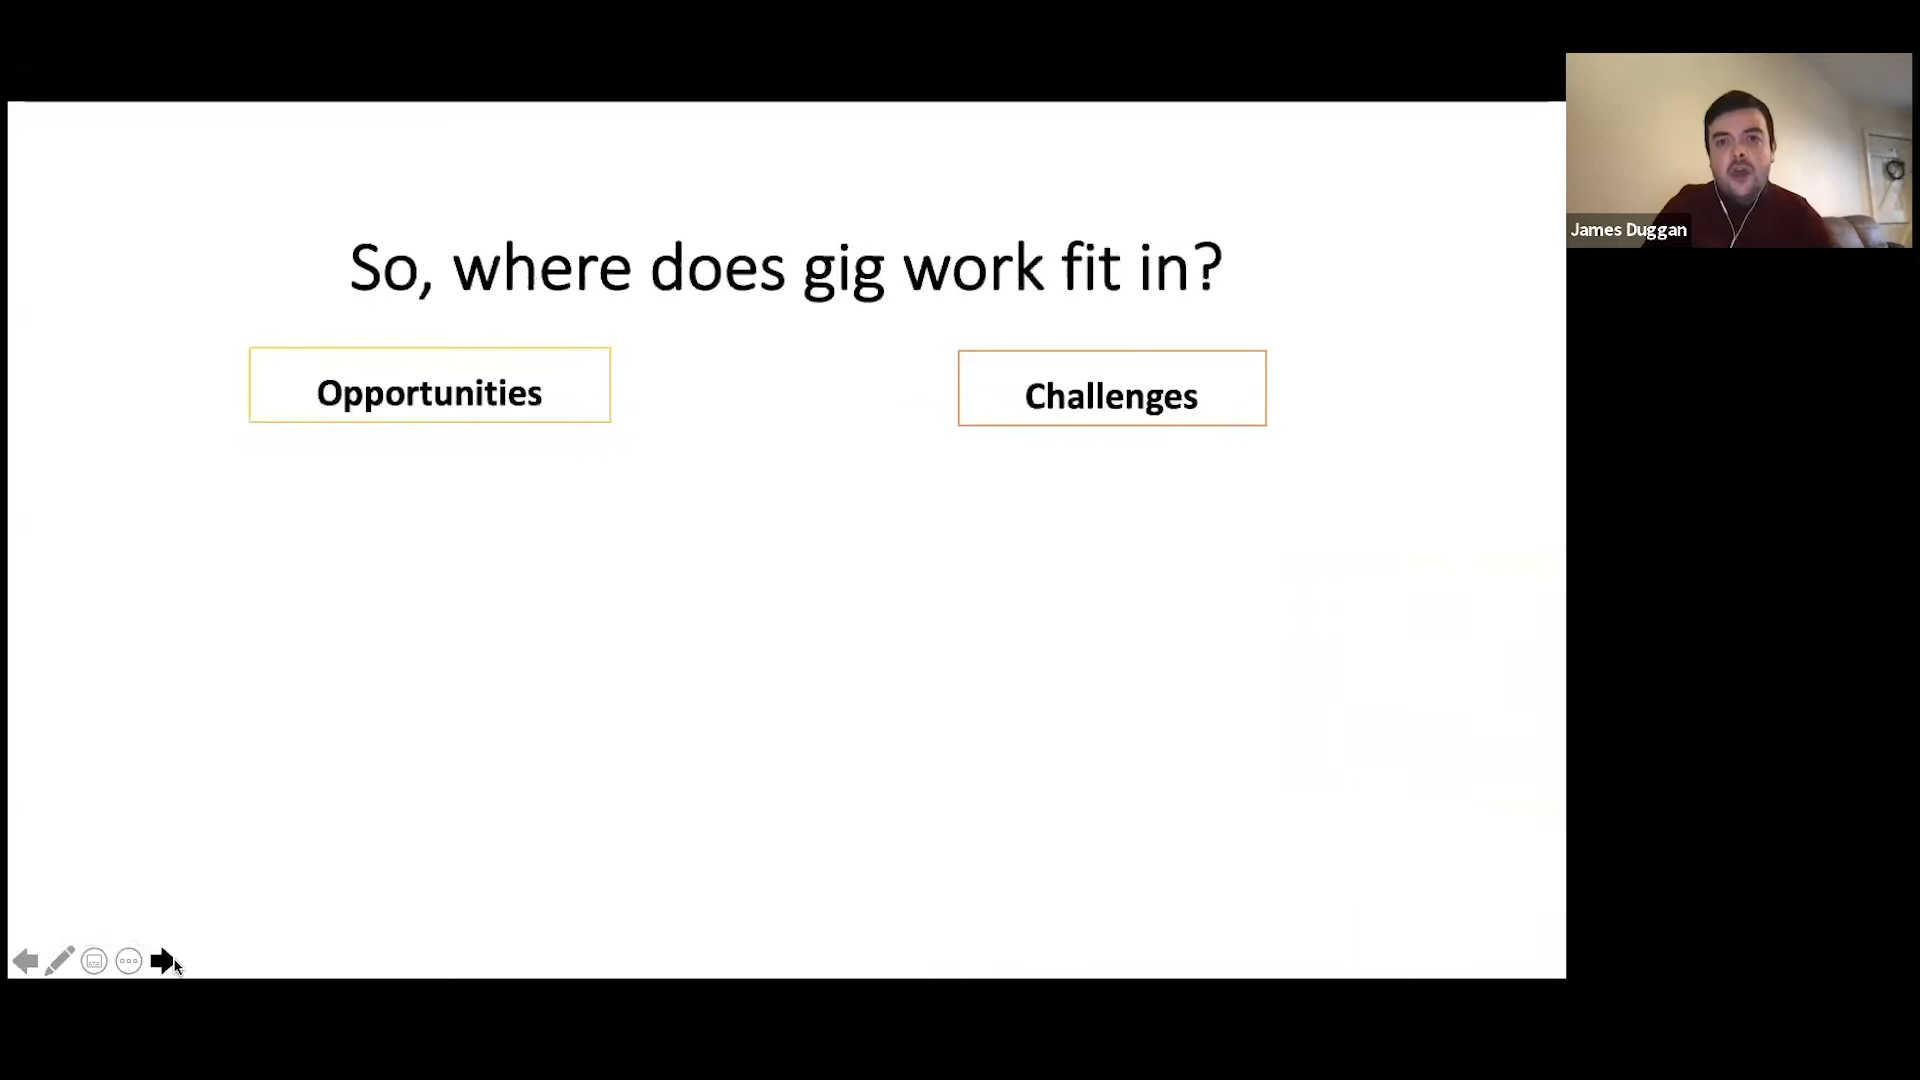 So, where does gig work fit in?
Opportunities
Challenges
James Duggan